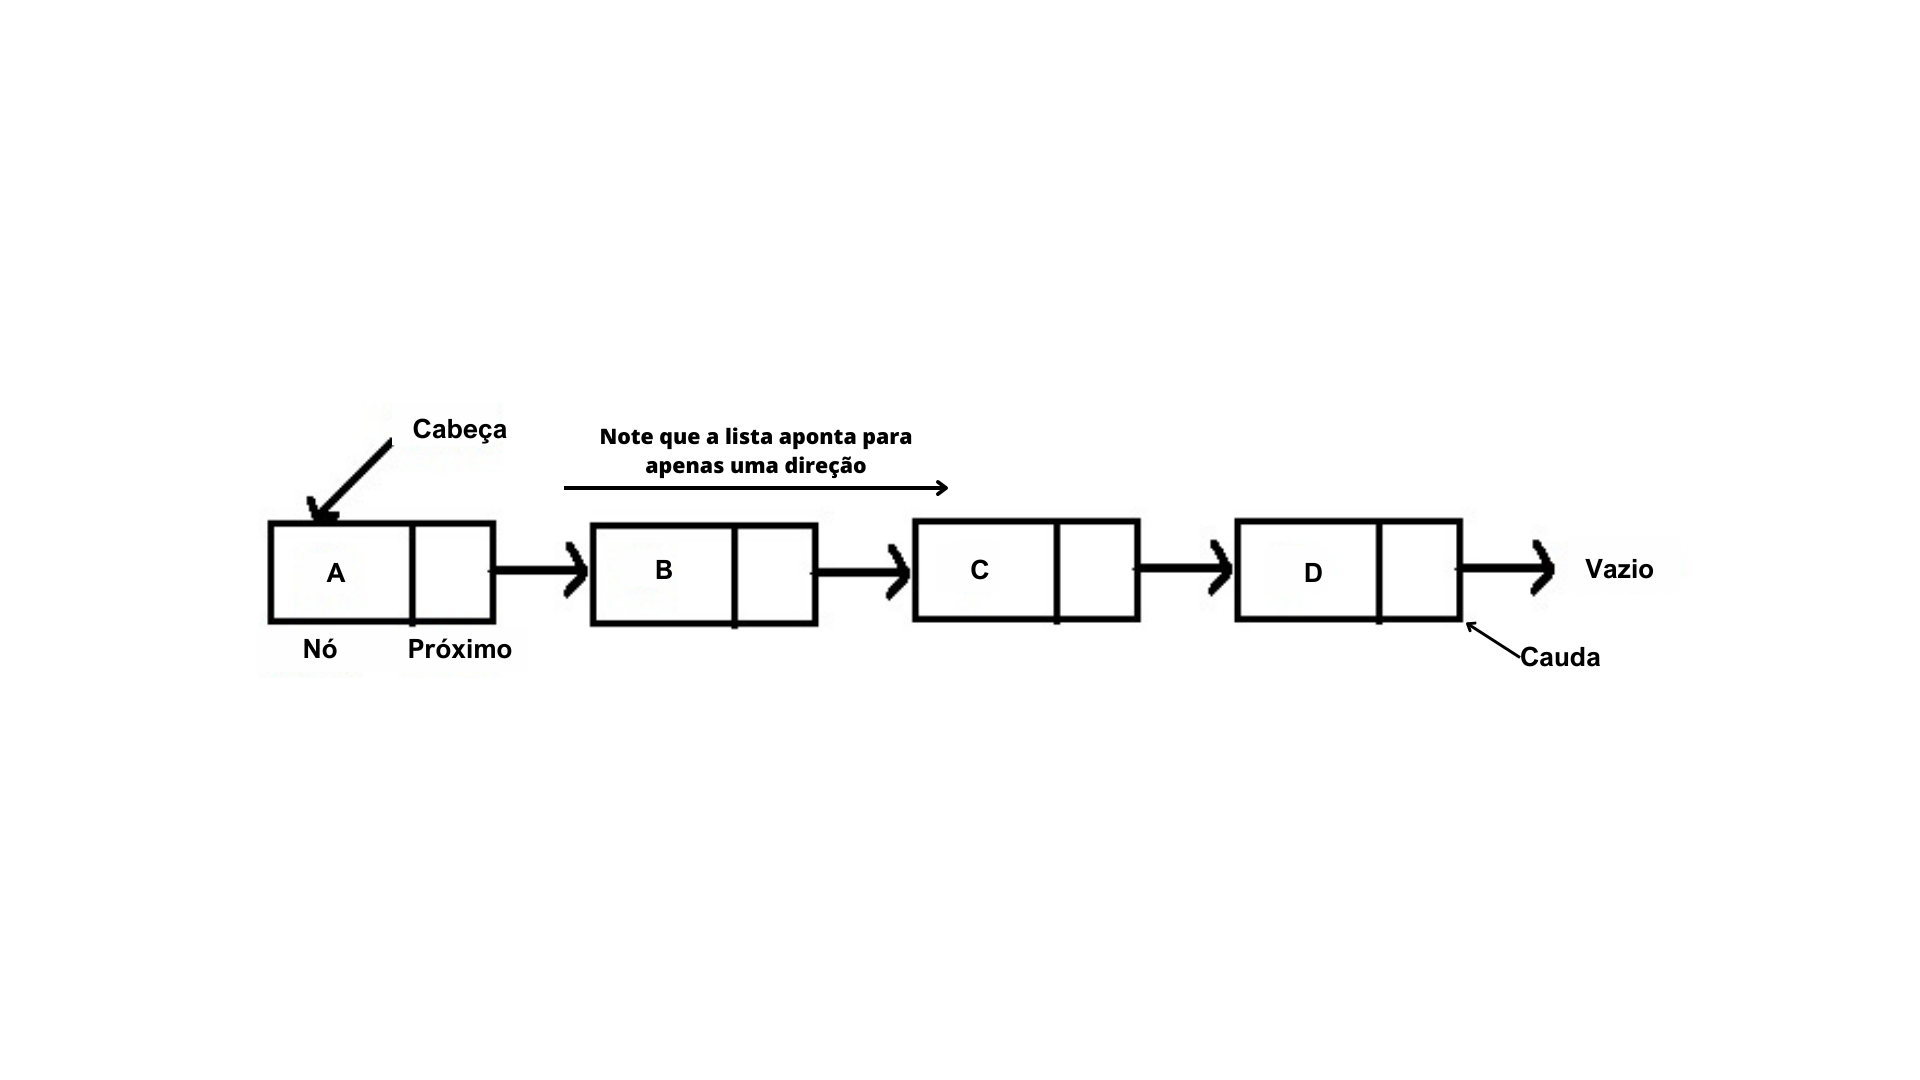 Cabeça
Note que a lista aponta para
apenas uma direção
A
B
C
D
Vazio
Nó
Próximo
Cauda